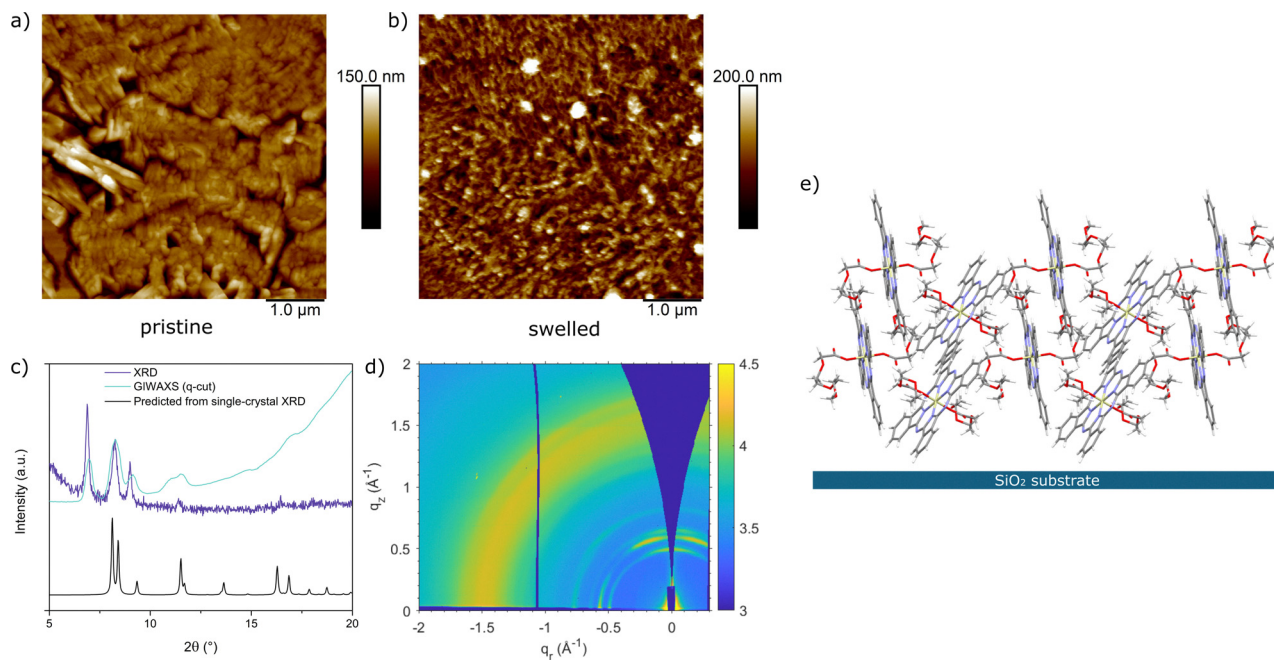 a)
150.0 nm
1.0 µm
pristine
b)
200.0 nm
1.0 µm
swelled
c)
XRD
GIWAXS (q-cut)
Predicted from single-crystal XRD
Intensity (a.u.)
5
10
15
20
2θ (°)
d)
2
1.5
1
0.5
0
qz (Å⁻¹)
-2
-1.5
-1
-0.5
0
qr (Å⁻¹)
4.5
4
3.5
3
e)
SiO₂ substrate